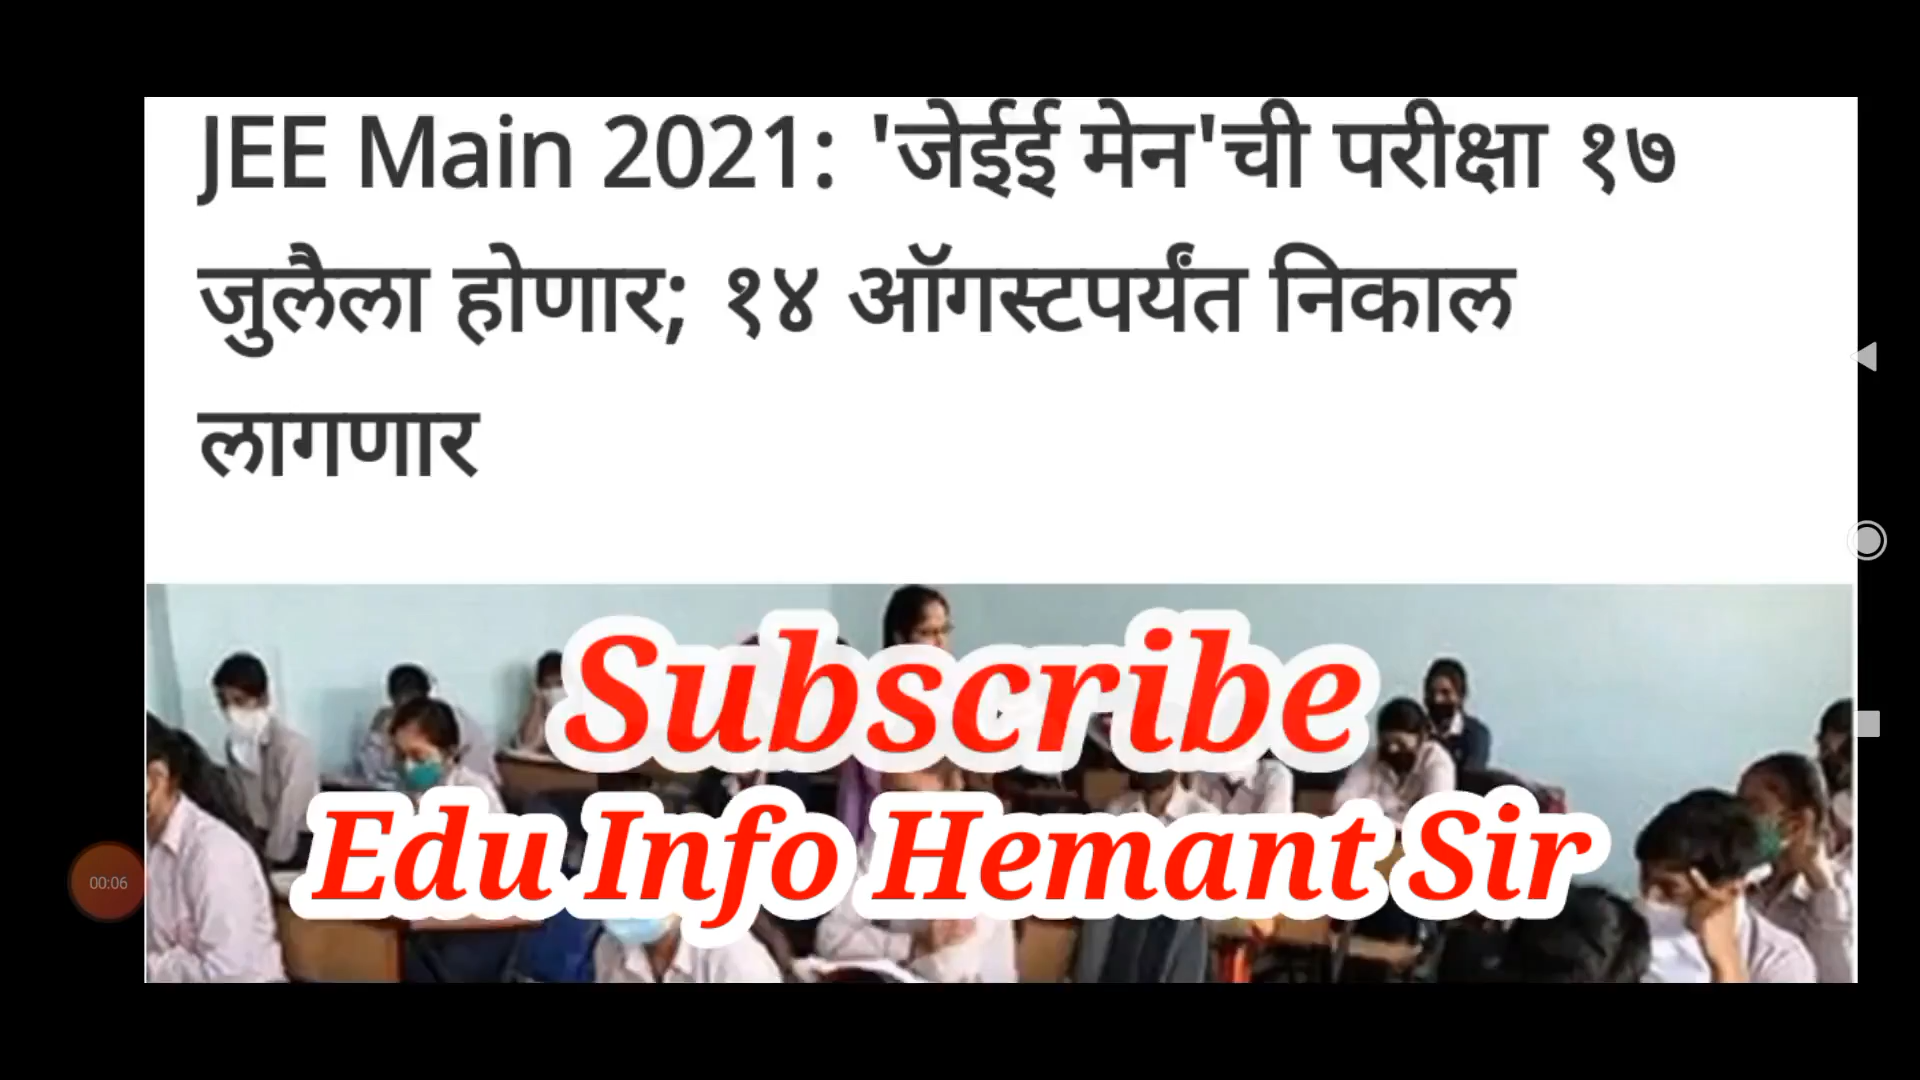 JEE Main 2021: 'जेईई मेन'ची परीक्षा १७
जुलैला होणार; १४ ऑगस्टपर्यंत निकाल
लागणार
Subscribe
Edu Info Hemant Sir
00:06